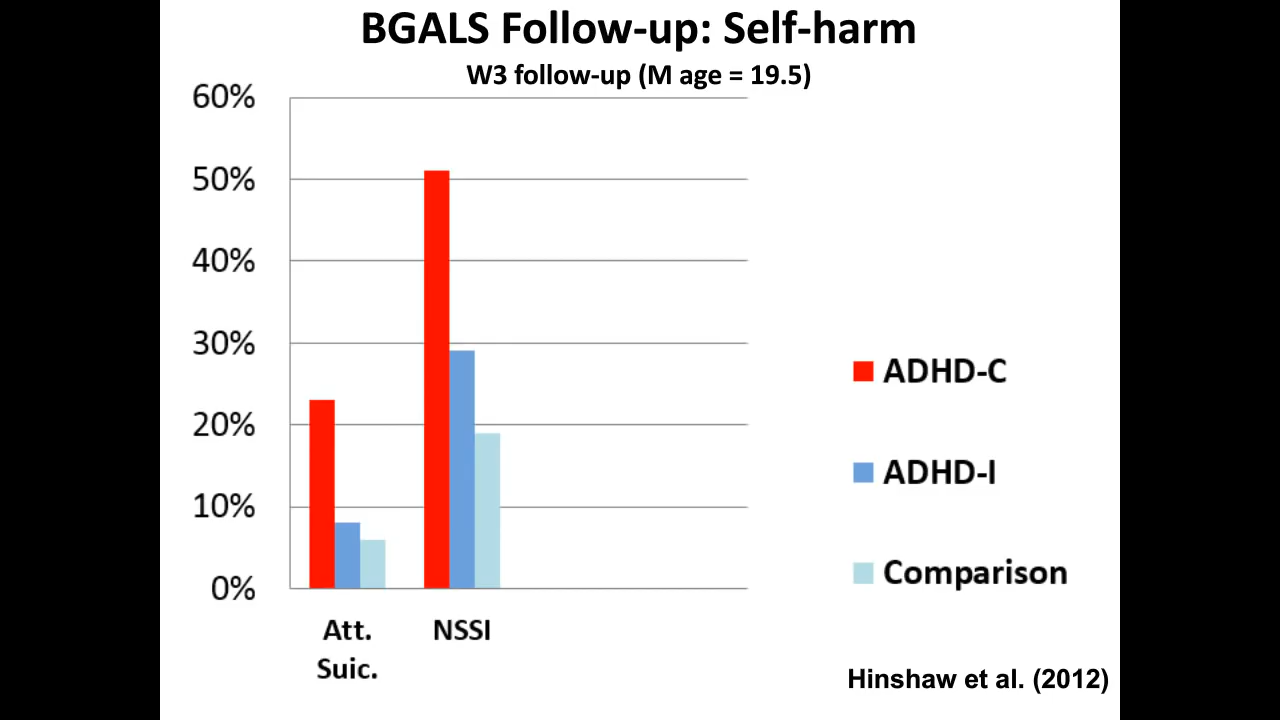 BGALS Follow-up: Self-harm
W3 follow-up (M age = 19.5)
60%
50%
40%
30%
20%
10%
0%
Att.
Suic.
NSSI
ADHD-C
ADHD-I
Comparison
Hinshaw et al. (2012)